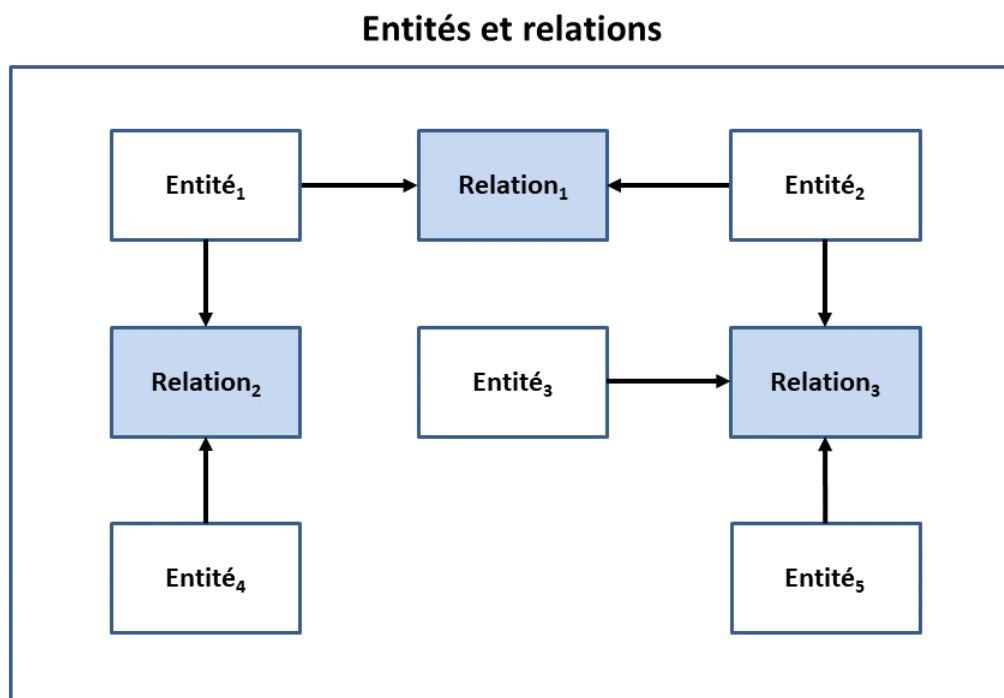 Entités et relations
Entité₁
Relation₁
Entité₂
Relation₂
Entité₃
Relation₃
Entité₄
Entité₅